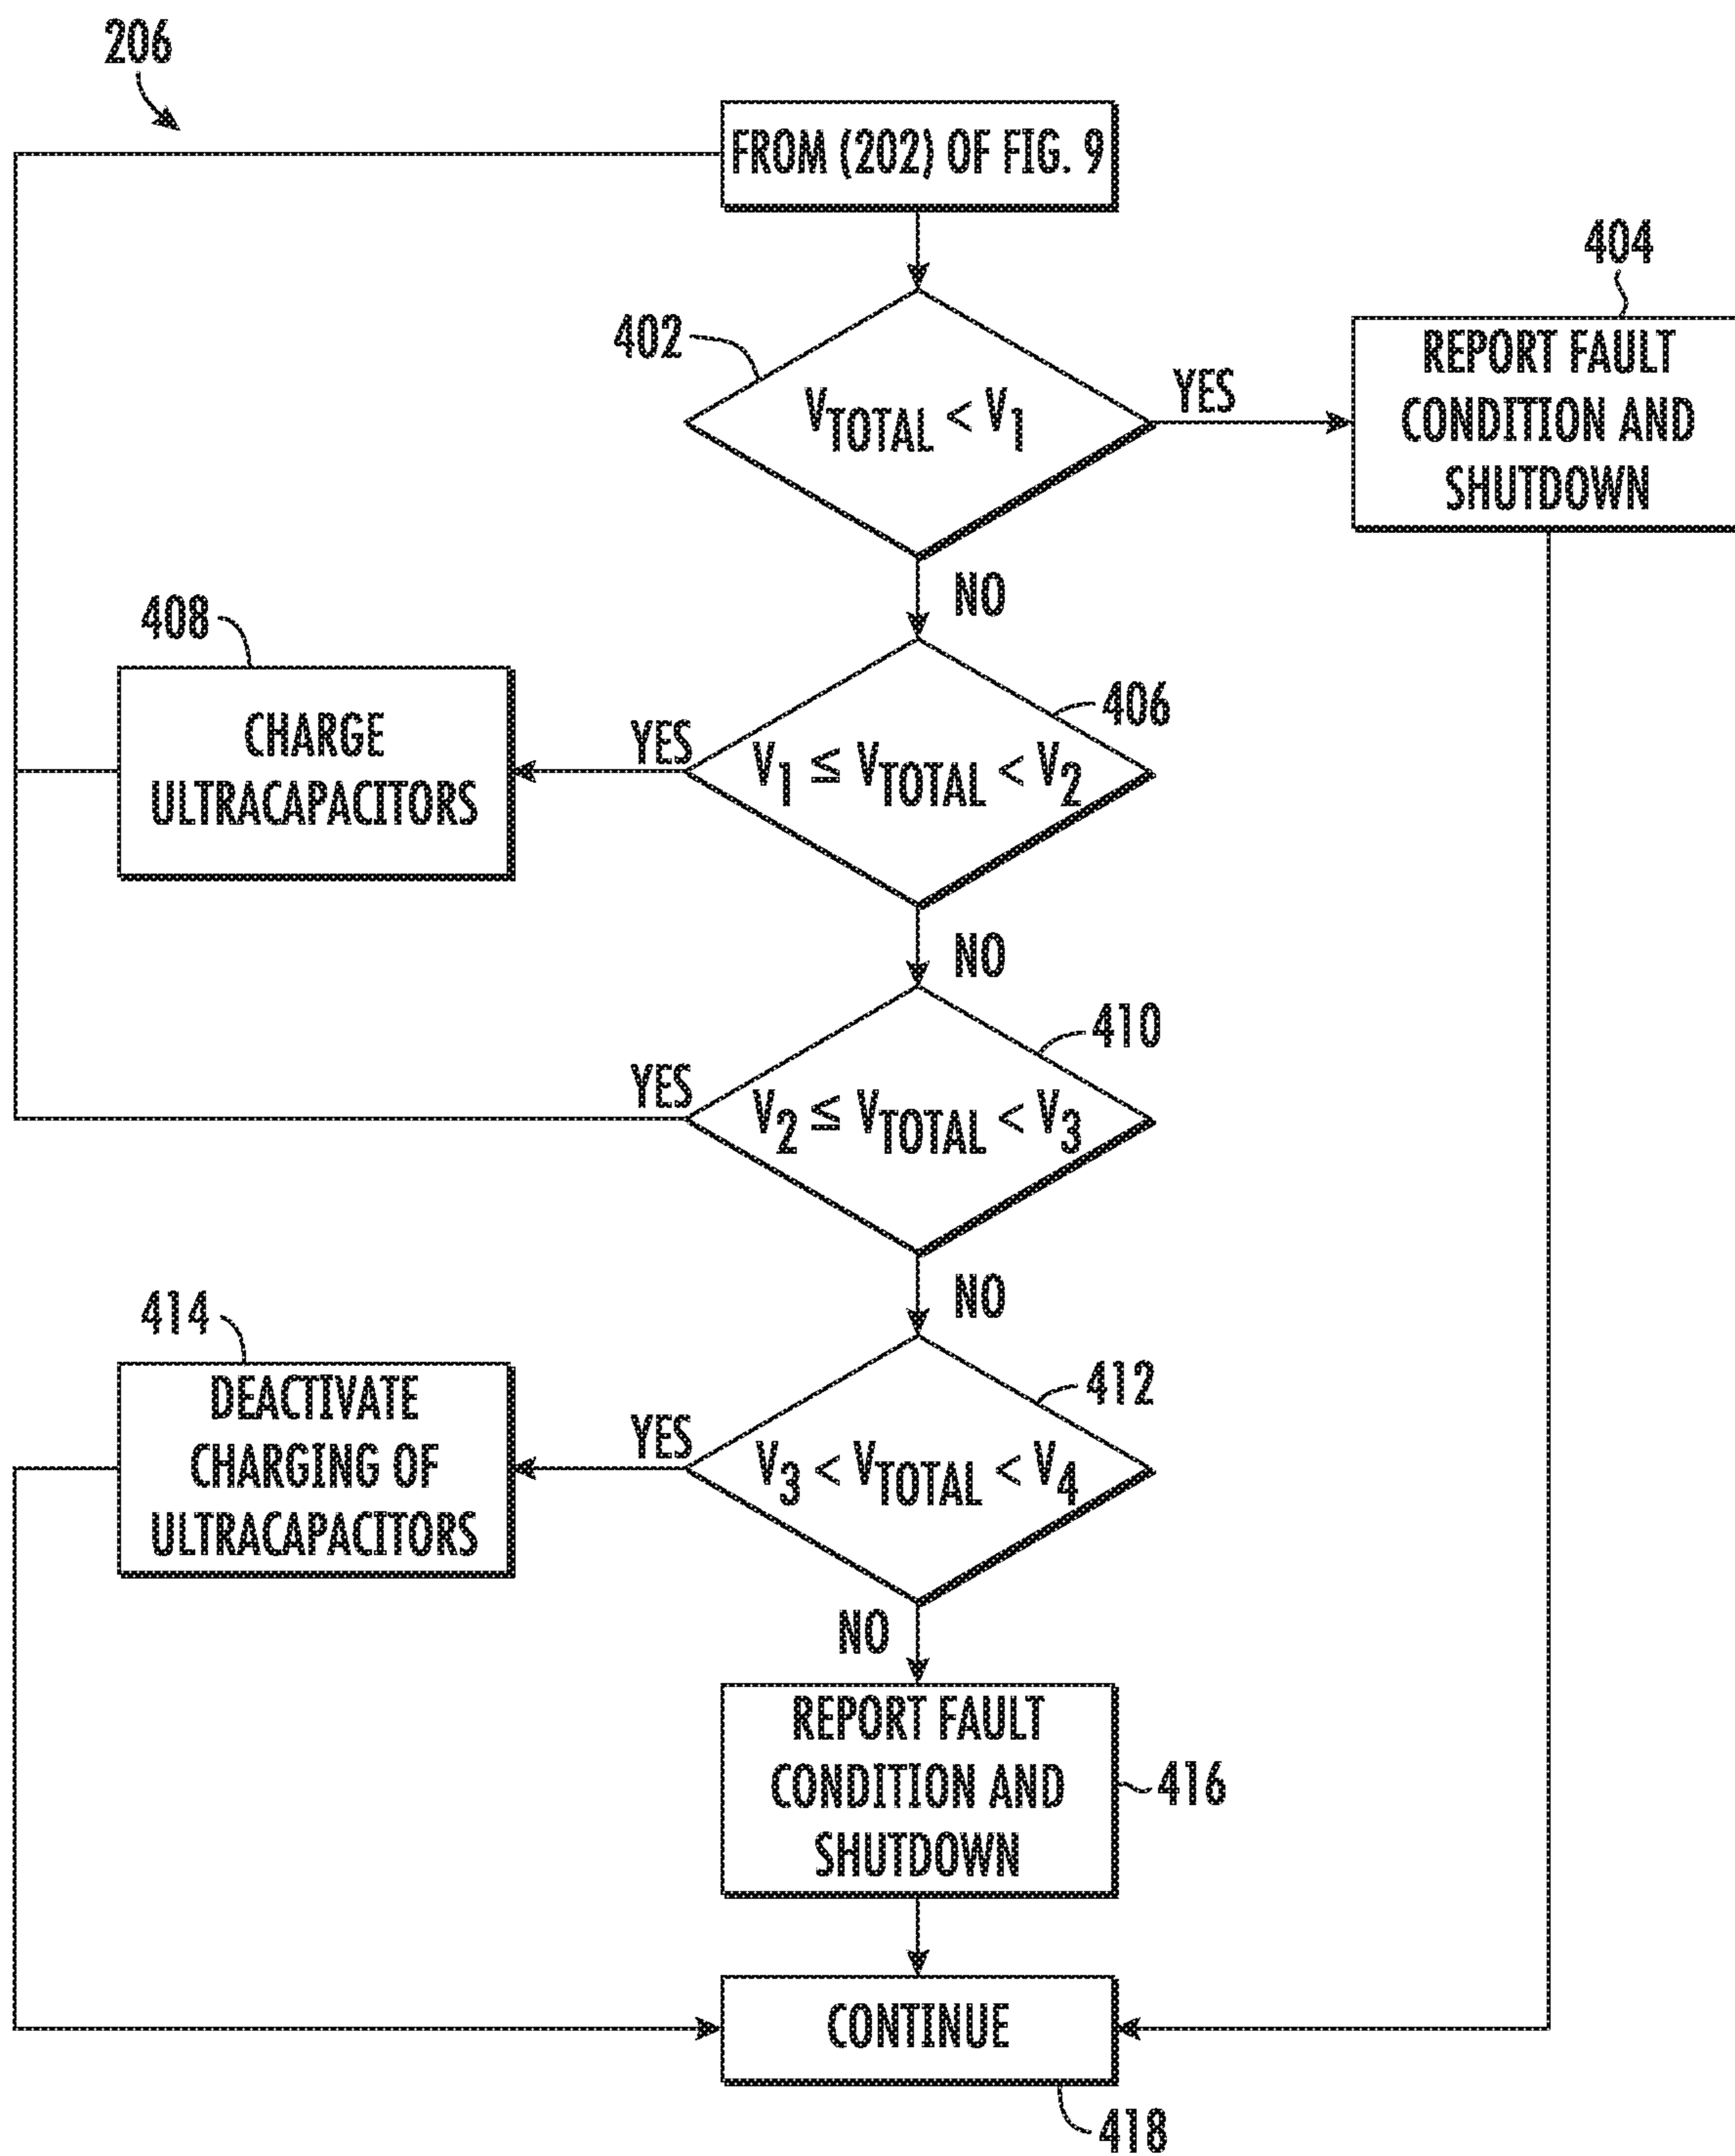 206
FROM (202) OF FIG. 9
404
402
V_TOTAL < V_1
YES
REPORT FAULT
CONDITION AND
SHUTDOWN
NO
408
406
CHARGE
ULTRACAPACITORS
YES
V_1 ≤ V_TOTAL < V_2
NO
410
YES
V_2 ≤ V_TOTAL < V_3
NO
414
412
DEACTIVATE
CHARGING OF
ULTRACAPACITORS
YES
V_3 < V_TOTAL < V_4
NO
REPORT FAULT
CONDITION AND
SHUTDOWN
416
CONTINUE
418